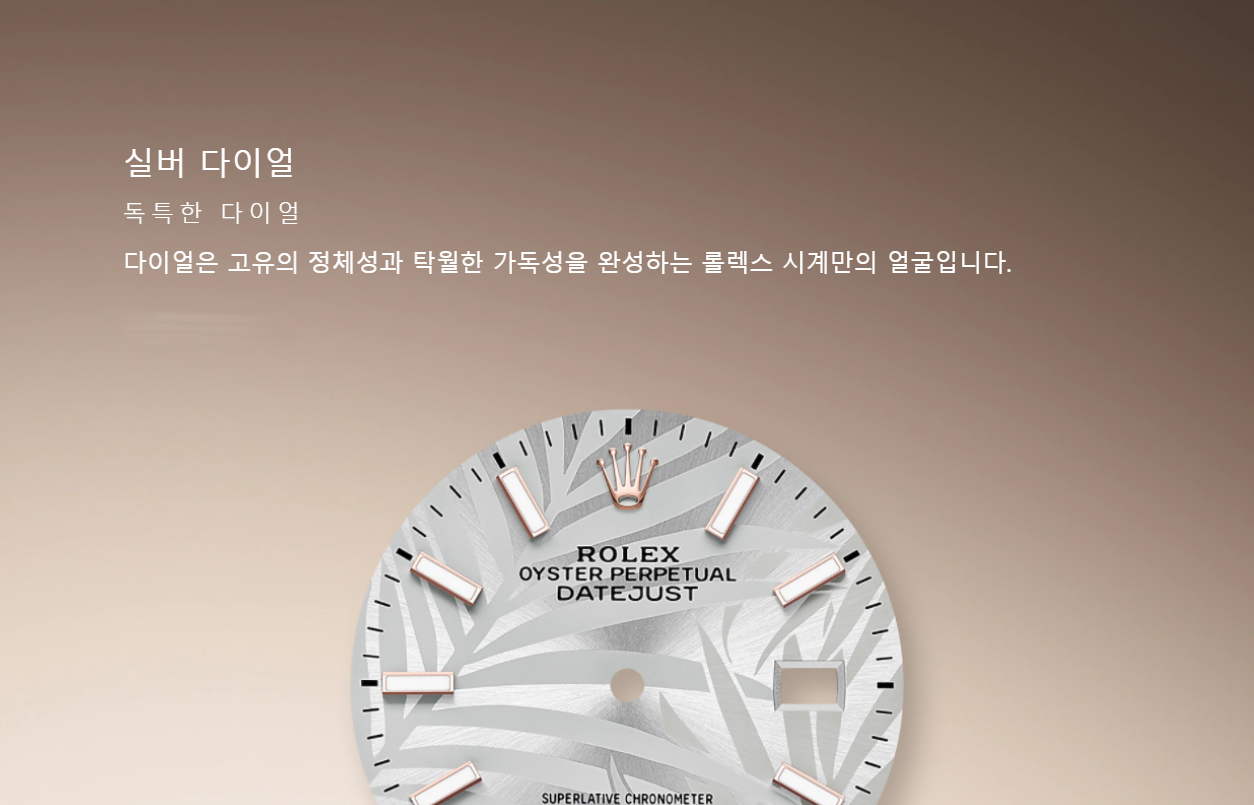 실버 다이얼
독특한 다이얼
다이얼은 고유의 정체성과 탁월한 가독성을 완성하는 롤렉스 시계만의 얼굴입니다.
ROLEX
OYSTER PERPETUAL
DATEJUST
SUPERLATIVE CHRONOMETER